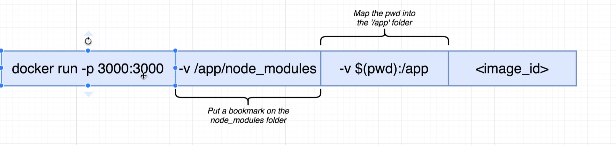 Map the pwd into
the '/app' folder
docker run -p 3000:3000 -v /app/node_modules -v $(pwd):/app <image_id>
Put a bookmark on the
node_modules folder